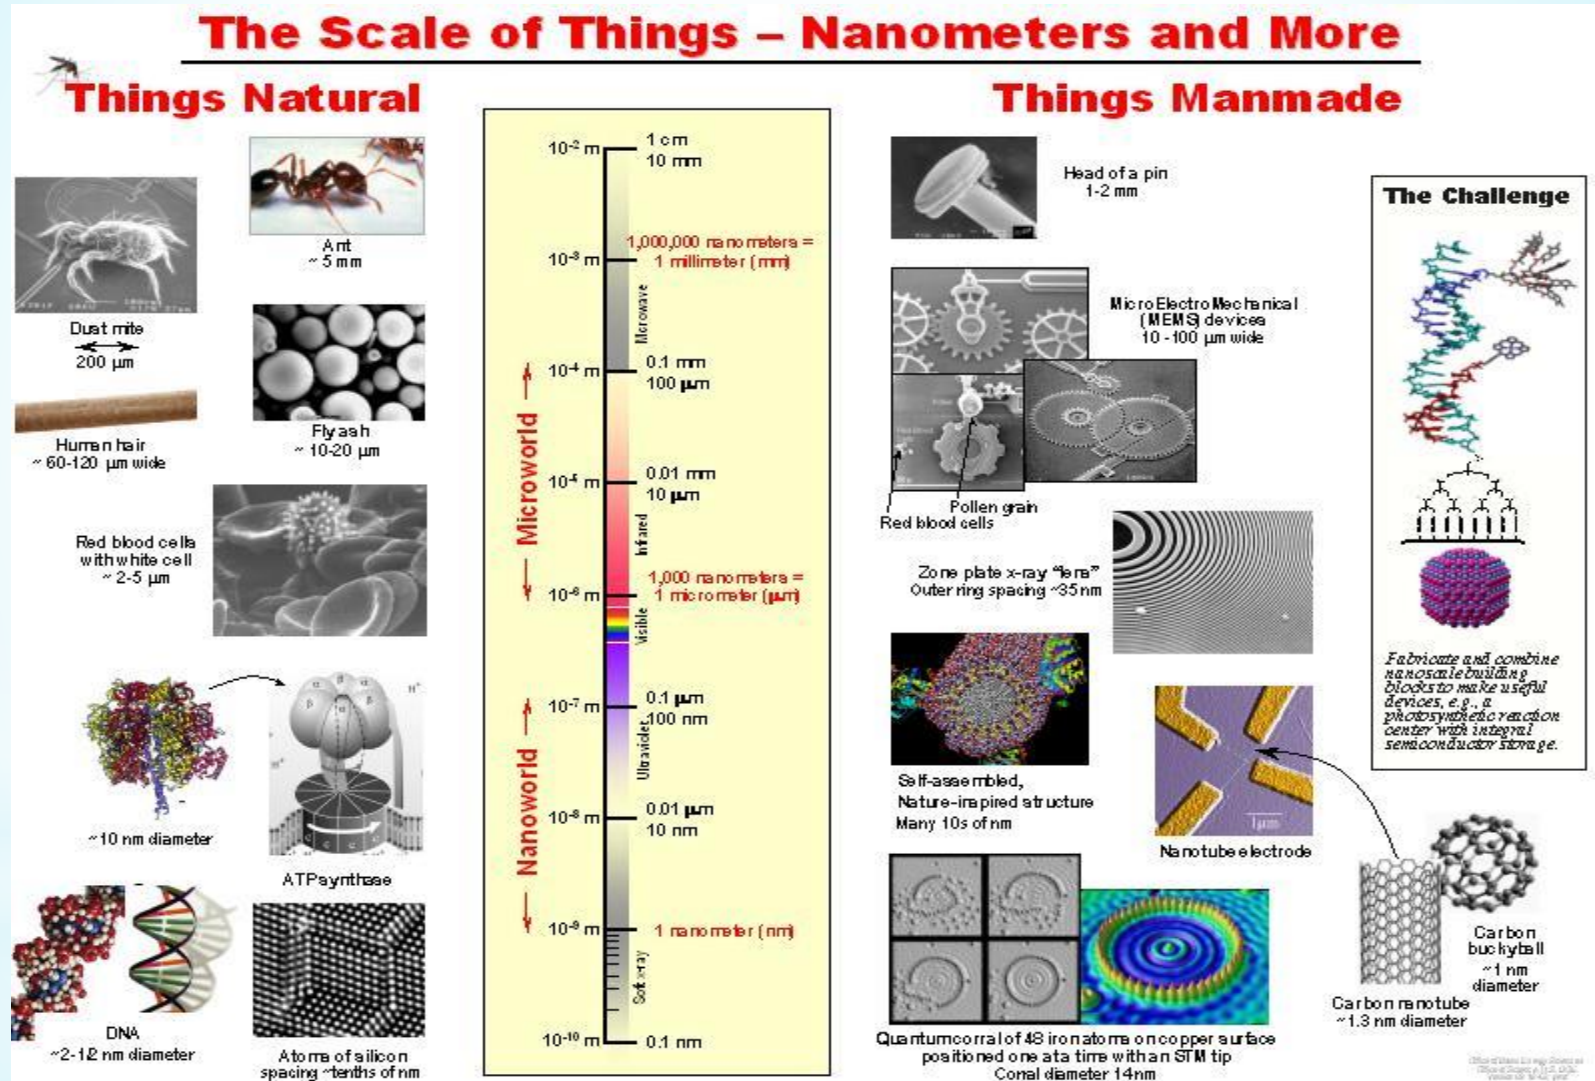 The Scale of Things – Nanometers and More
Things Natural
Things Manmade
Ant
~ 5 mm
Dust mite
200 µm
Human hair
~ 60-120 µm wide
Fly ash
~ 10-20 µm
Red blood cells
with white cell
~ 2-5 µm
~10 nm diameter
ATP synthase
DNA
~2-1/2 nm diameter
Atoms of silicon
spacing ~tenths of nm
Microworld
Nanoworld
10-2 m
1 cm
10 mm
1,000,000 nanometers =
10-3 m
1 millimeter (mm)
Microwave
10-4 m
0.1 mm
100 µm
10-5 m
0.01 mm
10 µm
Infrared
1,000 nanometers =
10-6 m
1 micrometer (µm)
Visible
10-7 m
0.1 µm
100 nm
Ultraviolet
10-8 m
0.01 µm
10 nm
10-9 m
1 nanometer (nm)
Soft x-ray
10-10 m
0.1 nm
Head of a pin
1-2 mm
MicroElectroMechanical
(MEMS) devices
10 -100 µm wide
Pollen grain
Red blood cells
Zone plate x-ray “lens”
Outer ring spacing ~35 nm
Self-assembled,
Nature-inspired structure
Many 10s of nm
1µm
Nanotube electrode
Quantum corral of 48 iron atoms on copper surface
positioned one at a time with an STM tip
Corral diameter 14 nm
Carbon nanotube
~1.3 nm diameter
Carbon
buckyball
~1 nm
diameter
The Challenge
Fabricate and combine
nanoscale building
blocks to make useful
devices, e.g., a
photosynthetic reaction
center with integral
semiconductor storage.